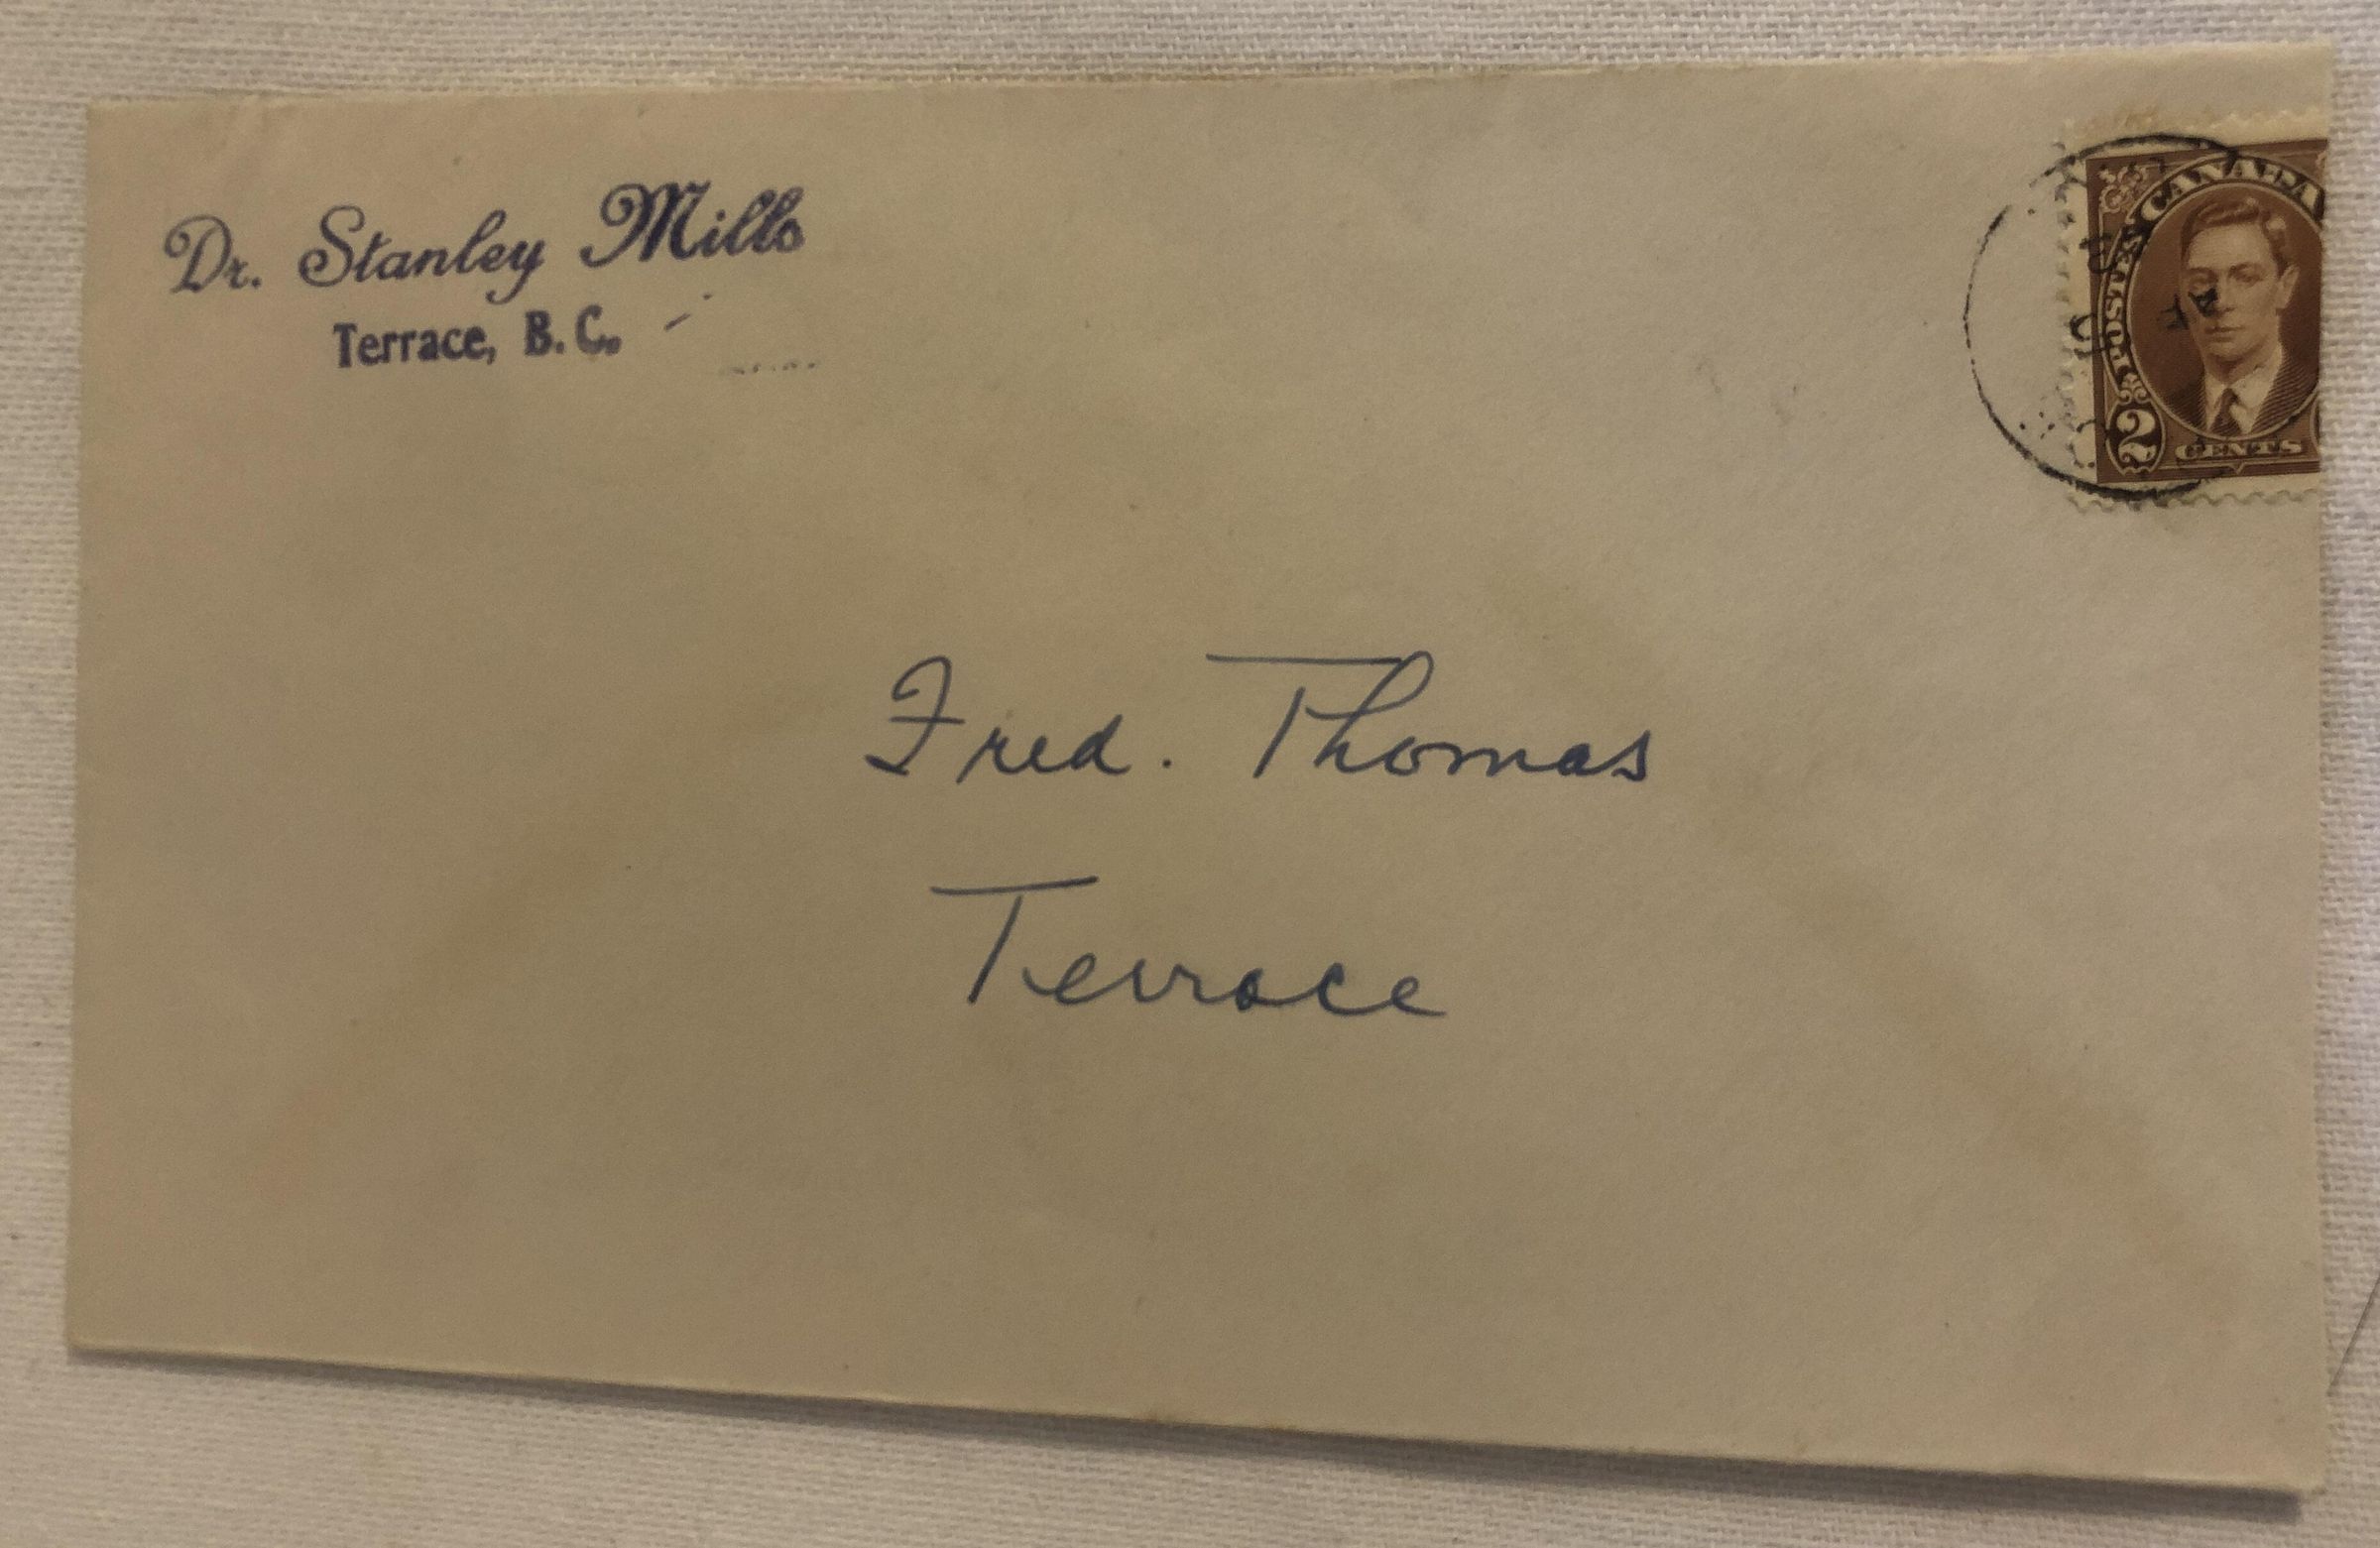 Dr. Stanley Mills
Terrace, B.C.
CANADA
POSTES
2
CENTS
Fred. Thomas
Terrace